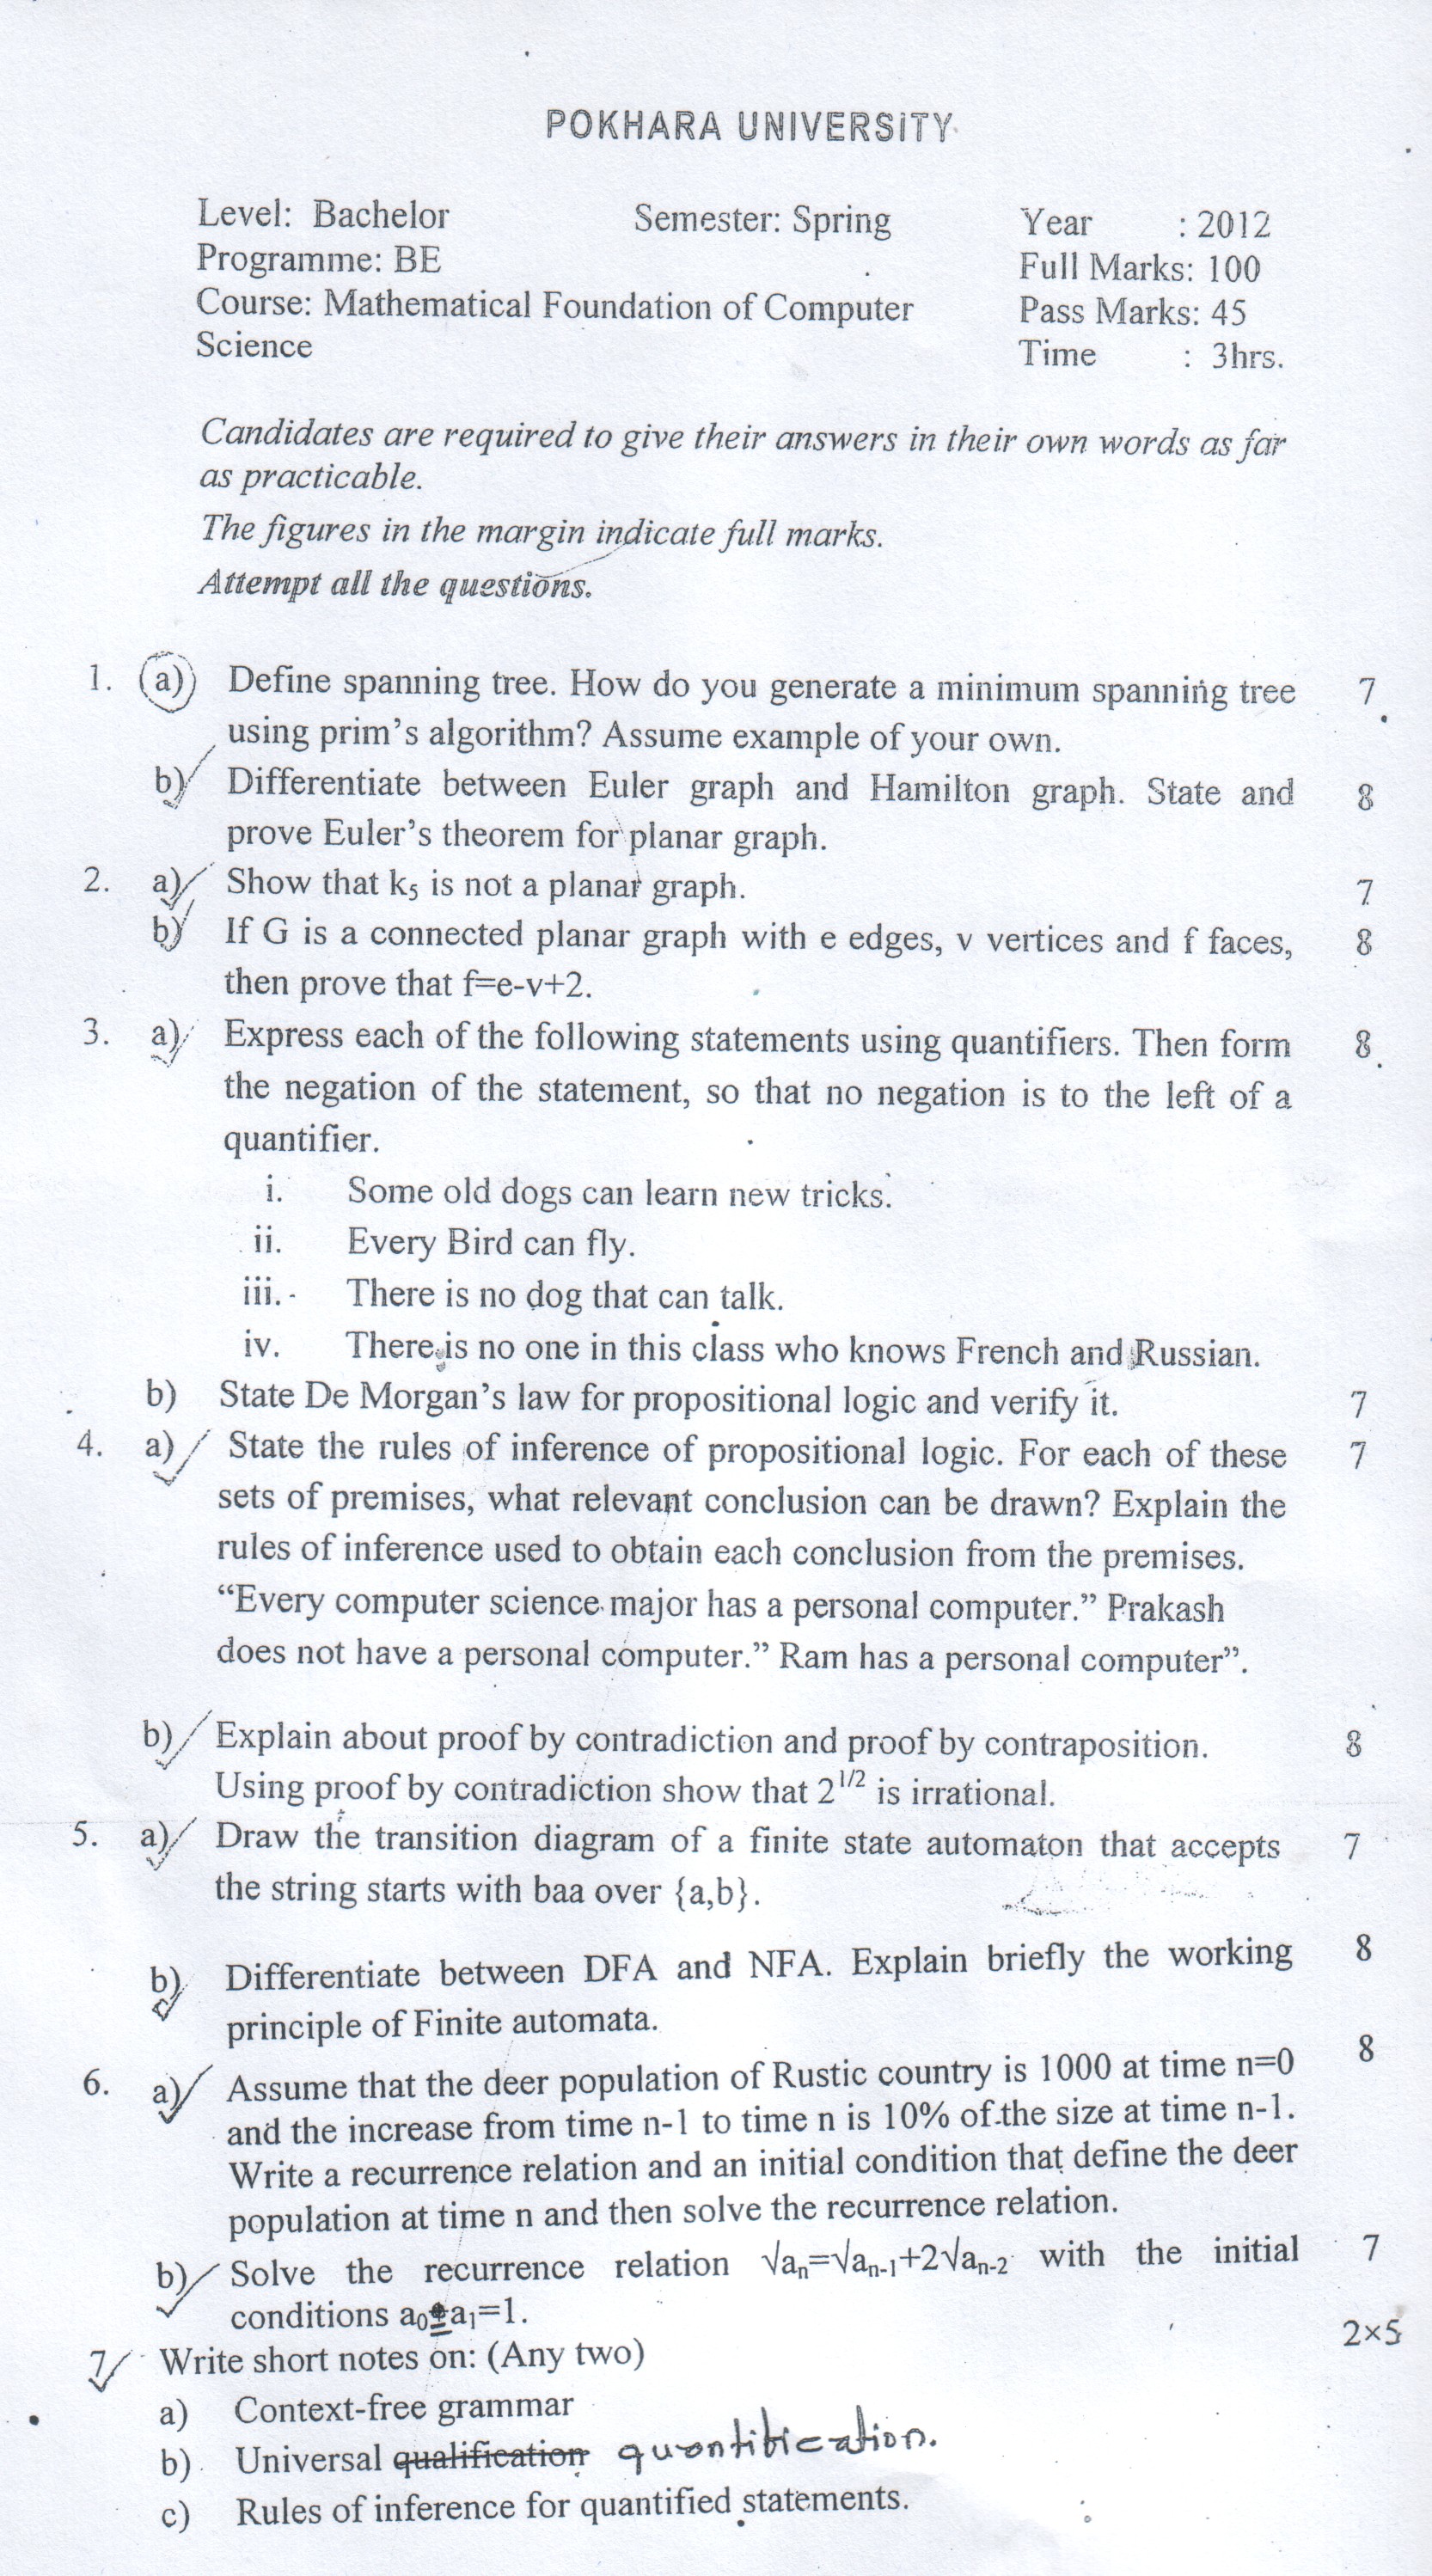 POKHARA UNIVERSITY
Level: Bachelor Semester: Spring Year : 2012
Programme: BE Full Marks: 100
Course: Mathematical Foundation of Computer Pass Marks: 45
Science Time : 3hrs.
Candidates are required to give their answers in their own words as far
as practicable.
The figures in the margin indicate full marks.
Attempt all the questions.
1. a) Define spanning tree. How do you generate a minimum spanning tree 7
using prim's algorithm? Assume example of your own.
b) Differentiate between Euler graph and Hamilton graph. State and 8
prove Euler's theorem for planar graph.
2. a) Show that k₅ is not a planar graph. 7
b) If G is a connected planar graph with e edges, v vertices and f faces, 8
then prove that f=e-v+2.
3. a) Express each of the following statements using quantifiers. Then form 8
the negation of the statement, so that no negation is to the left of a
quantifier.
i. Some old dogs can learn new tricks.
ii. Every Bird can fly.
iii. There is no dog that can talk.
iv. There is no one in this class who knows French and Russian.
b) State De Morgan's law for propositional logic and verify it. 7
4. a) State the rules of inference of propositional logic. For each of these 7
sets of premises, what relevant conclusion can be drawn? Explain the
rules of inference used to obtain each conclusion from the premises.
“Every computer science major has a personal computer.” Prakash
does not have a personal computer.” Ram has a personal computer”.
b) Explain about proof by contradiction and proof by contraposition. 8
Using proof by contradiction show that 2^1/2 is irrational.
5. a) Draw the transition diagram of a finite state automaton that accepts 7
the string starts with baa over {a,b}.
b) Differentiate between DFA and NFA. Explain briefly the working 8
principle of Finite automata.
6. a) Assume that the deer population of Rustic country is 1000 at time n=0 8
and the increase from time n-1 to time n is 10% of the size at time n-1.
Write a recurrence relation and an initial condition that define the deer
population at time n and then solve the recurrence relation.
b) Solve the recurrence relation √aₙ=√aₙ₋₁+2√aₙ₋₂ with the initial 7
conditions a₀=a₁=1.
7. Write short notes on: (Any two) 2×5
a) Context-free grammar
b) Universal qualification quantification.
c) Rules of inference for quantified statements.